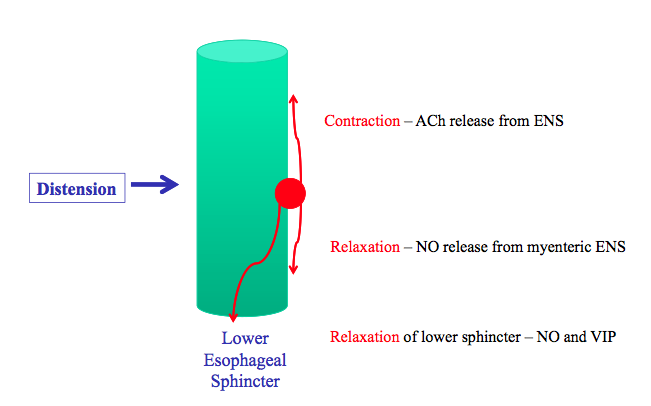 Contraction – ACh release from ENS
Distension
Relaxation – NO release from myenteric ENS
Relaxation of lower sphincter – NO and VIP
Lower
Esophageal
Sphincter